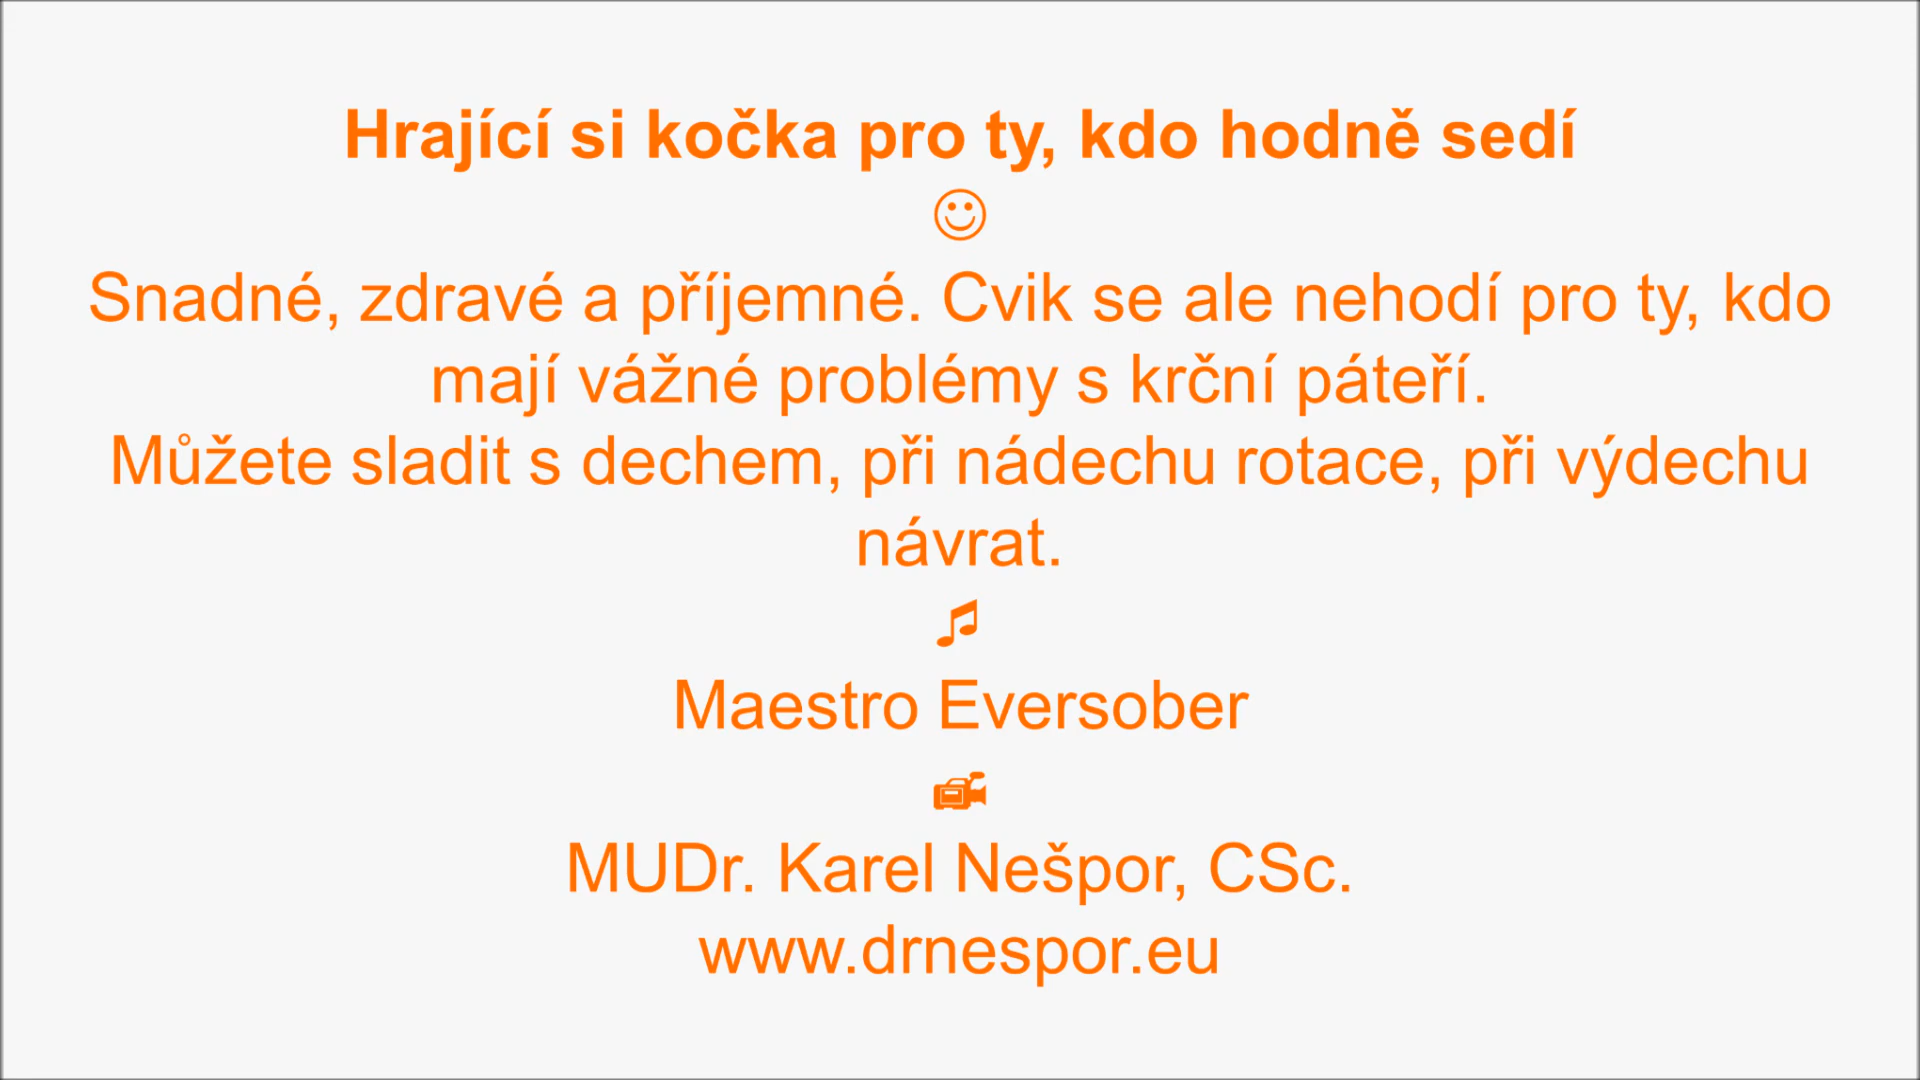 Hrající si kočka pro ty, kdo hodně sedí
☺
Snadné, zdravé a příjemné. Cvik se ale nehodí pro ty, kdo
mají vážné problémy s krční páteří.
Můžete sladit s dechem, při nádechu rotace, při výdechu
návrat.
♫
Maestro Eversober
MUDr. Karel Nešpor, CSc.
www.drnespor.eu